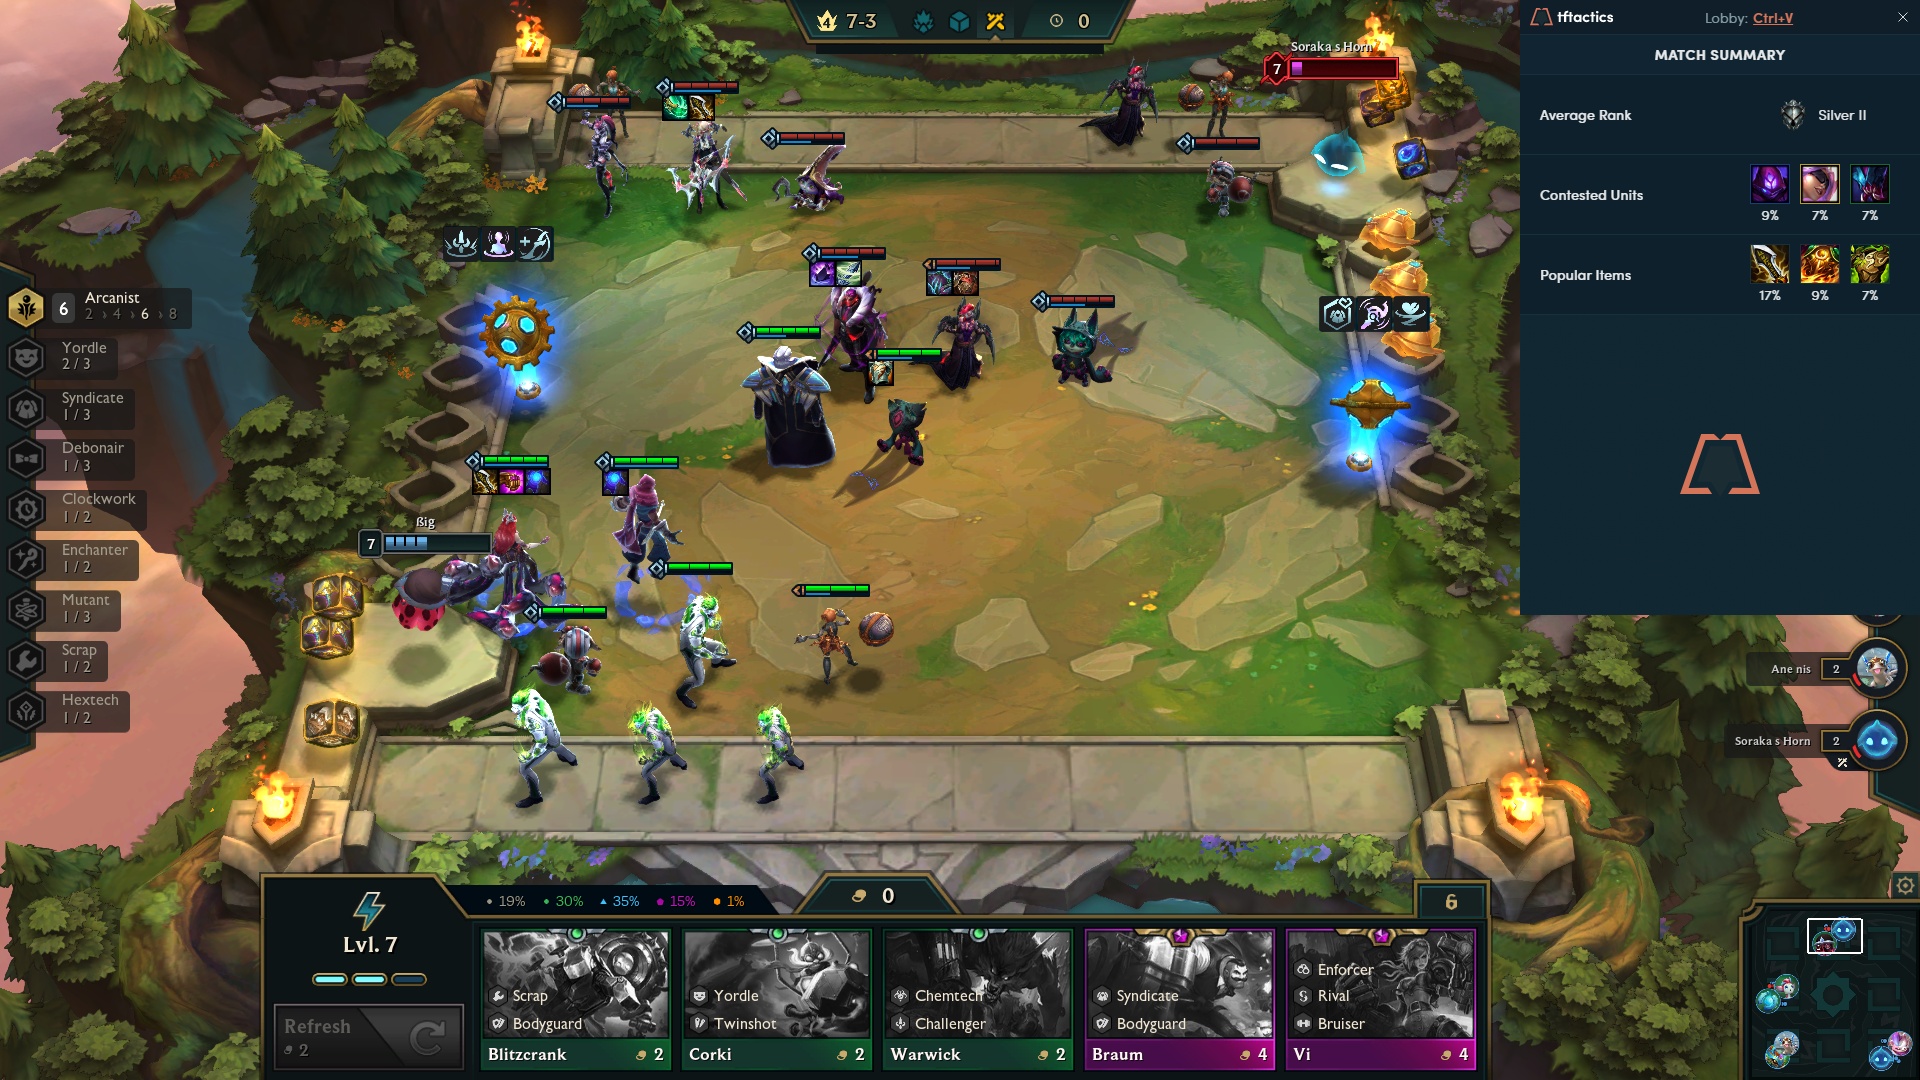 7-3
0
tftactics
Lobby: Ctrl+V
MATCH SUMMARY
Average Rank
Silver II
Contested Units
9%
7%
7%
Popular Items
17%
9%
7%
Soraka s Horn
7
6
Arcanist
2 › 4 › 6 › 8
Yordle
2 / 3
Syndicate
1 / 3
Debonair
1 / 3
Clockwork
1 / 2
Enchanter
1 / 2
Mutant
1 / 3
Scrap
1 / 2
Hextech
1 / 2
ßig
7
Ane nis
2
Soraka s Horn
2
19%
30%
35%
15%
1%
0
6
Lvl. 7
Refresh
2
Scrap
Bodyguard
Blitzcrank
2
Yordle
Twinshot
Corki
2
Chemtech
Challenger
Warwick
2
Syndicate
Bodyguard
Braum
4
Enforcer
Rival
Bruiser
Vi
4